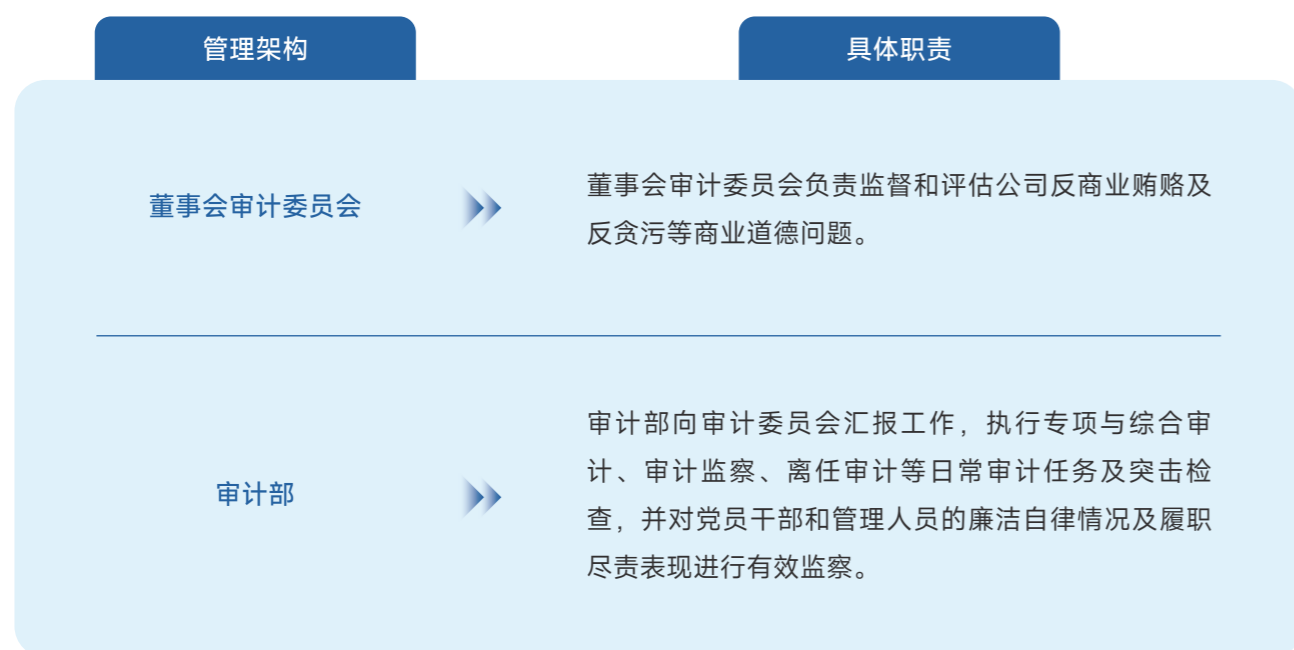 管理架构
具体职责
董事会审计委员会
董事会审计委员会负责监督和评估公司反商业贿赂及
反贪污等商业道德问题。
审计部
审计部向审计委员会汇报工作，执行专项与综合审
计、审计监察、离任审计等日常审计任务及突击检
查，并对党员干部和管理人员的廉洁自律情况及履职
尽责表现进行有效监察。